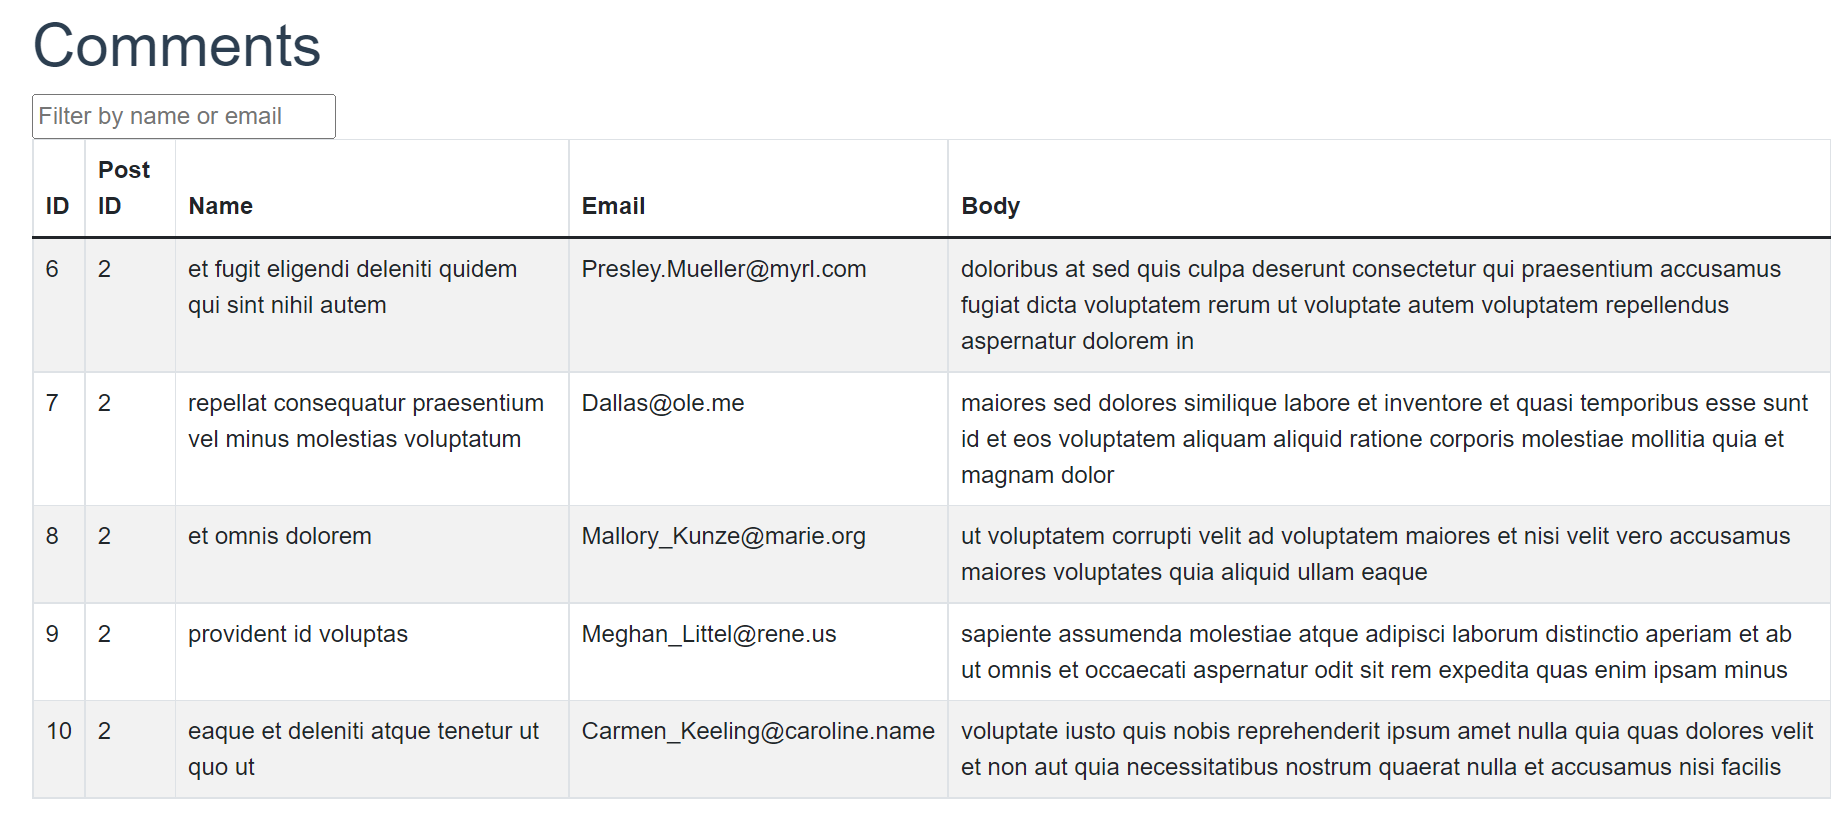 Comments
Filter by name or email
ID Post ID Name Email Body
6 2 et fugit eligendi deleniti quidem Presley.Mueller@myrl.com doloribus at sed quis culpa deserunt consectetur qui praesentium accusamus
qui sint nihil autem fugiat dicta voluptatem rerum ut voluptate autem voluptatem repellendus
aspernatur dolorem in
7 2 repellat consequatur praesentium Dallas@ole.me maiores sed dolores similique labore et inventore et quasi temporibus esse sunt
vel minus molestias voluptatum id et eos voluptatem aliquam aliquid ratione corporis molestiae mollitia quia et
magnam dolor
8 2 et omnis dolorem Mallory_Kunze@marie.org ut voluptatem corrupti velit ad voluptatem maiores et nisi velit vero accusamus
maiores voluptates quia aliquid ullam eaque
9 2 provident id voluptas Meghan_Littel@rene.us sapiente assumenda molestiae atque adipisci laborum distinctio aperiam et ab
ut omnis et occaecati aspernatur odit sit rem expedita quas enim ipsam minus
10 2 eaque et deleniti atque tenetur ut Carmen_Keeling@caroline.name voluptate iusto quis nobis reprehenderit ipsum amet nulla quia quas dolores velit
quo ut et non aut quia necessitatibus nostrum quaerat nulla et accusamus nisi facilis